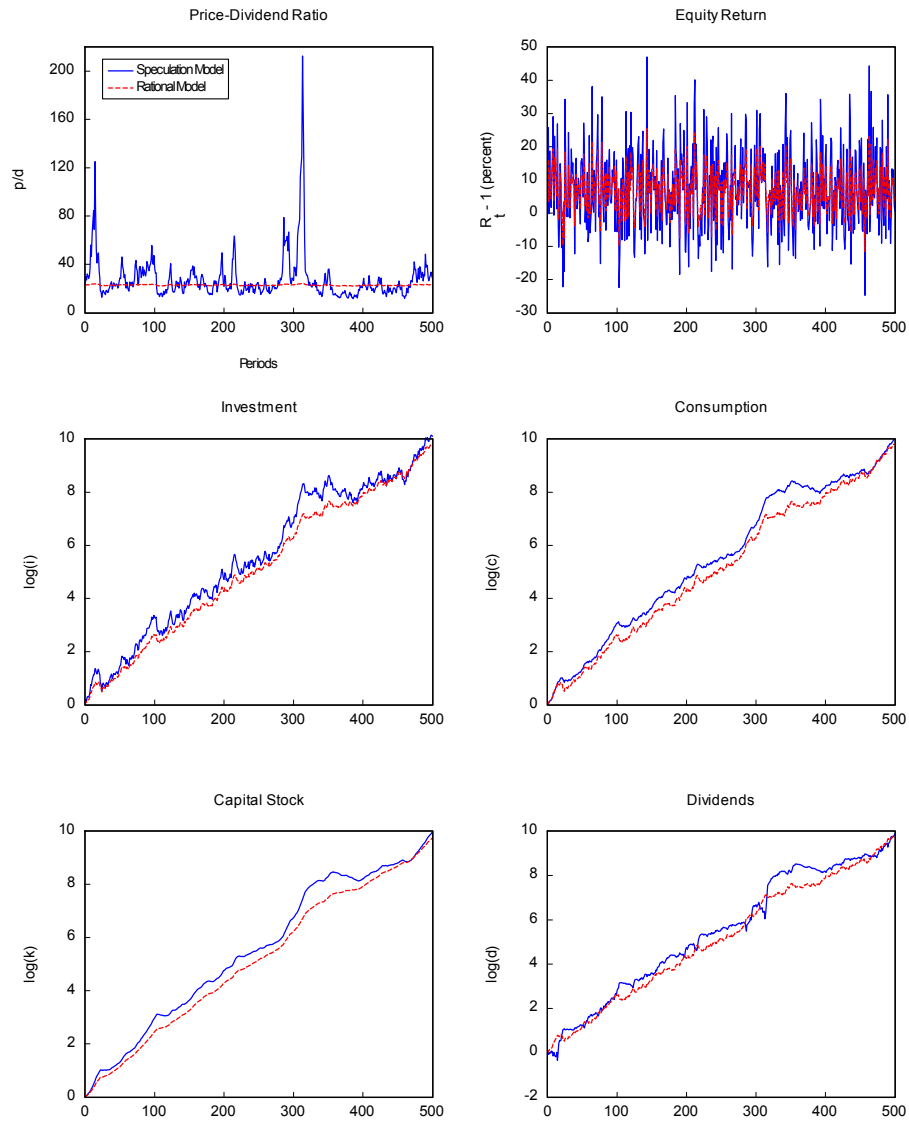 Price-Dividend Ratio
p/d
200
160
120
80
40
0
Speculation Model
Rational Model
0 100 200 300 400 500
Periods
Equity Return
R_t - 1 (percent)
50
40
30
20
10
0
-10
-20
-30
0 100 200 300 400 500
Investment
log(i)
10
8
6
4
2
0
0 100 200 300 400 500
Consumption
log(c)
10
8
6
4
2
0
0 100 200 300 400 500
Capital Stock
log(k)
10
8
6
4
2
0
0 100 200 300 400 500
Dividends
log(d)
10
8
6
4
2
0
-2
0 100 200 300 400 500